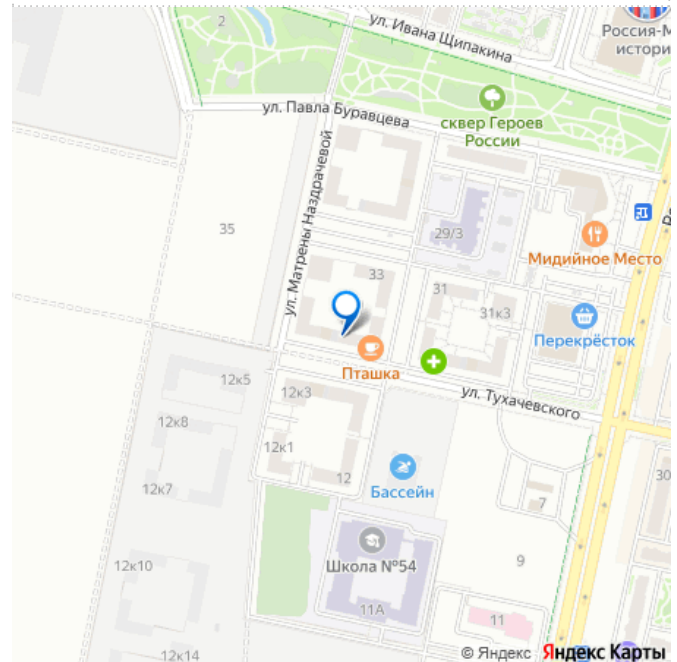 2
ул. Ивана Щипакина
Россия-М
истори
ул. Павла Буравцева
сквер Героев
России
35
ул. Матрены Наздрачевой
29/3
Мидийное Место
33
31
31к3
Перекрёсток
Пташка
ул. Тухачевского
12к5
12к3
12к8
12к1
12
12к7
Бассейн
30
7
Школа №54
9
12к10
11А
11
12к14
© Яндекс Яндекс Карты